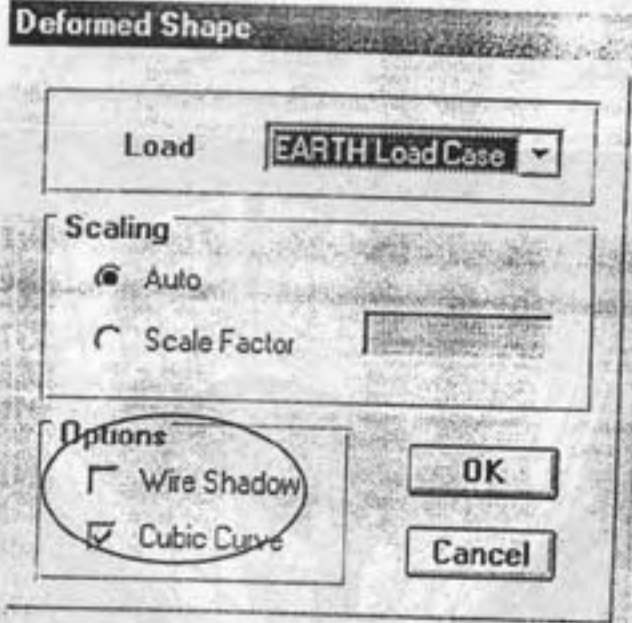 Deformed Shape
Load
EARTH Load Case
Scaling
Auto
Scale Factor
Options
Wire Shadow
Cubic Curve
OK
Cancel